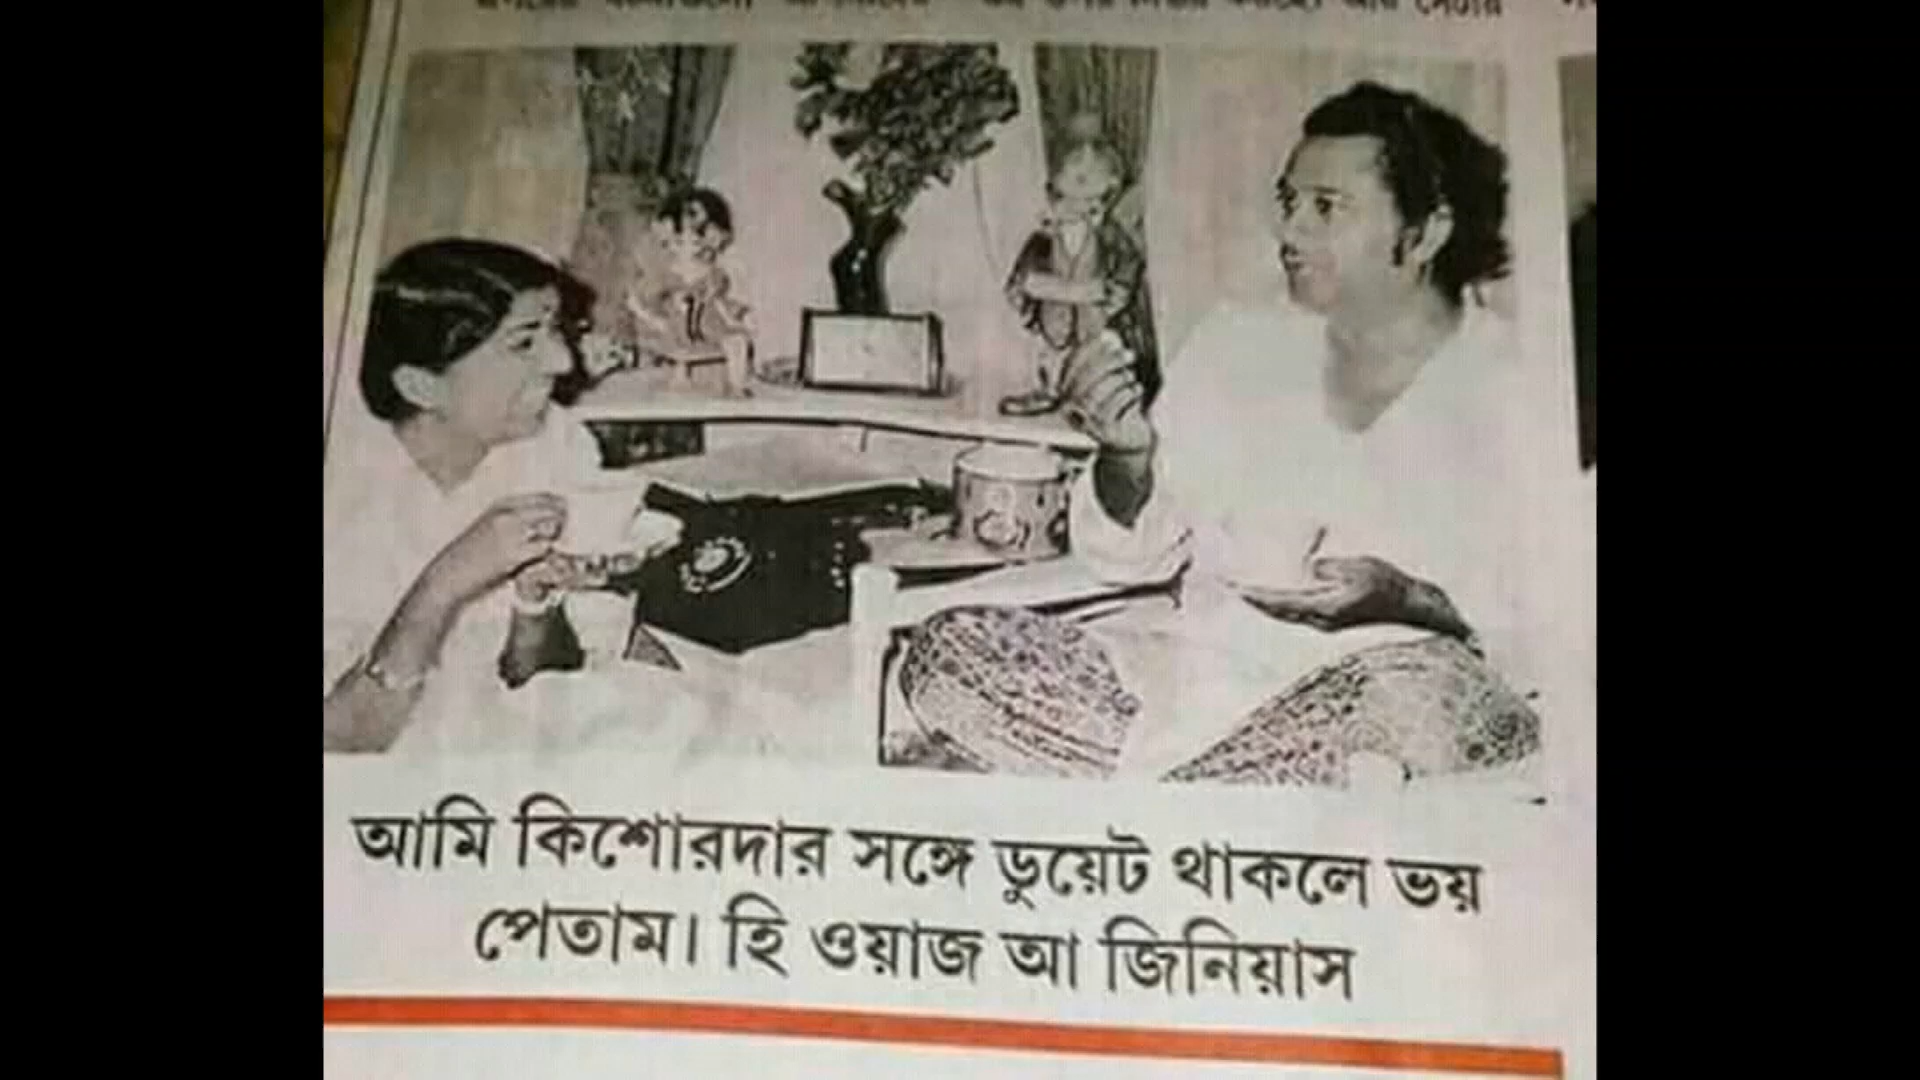 আমি কিশোরদার সঙ্গে ডুয়েট থাকলে ভয়
পেতাম। হি ওয়াজ আ জিনিয়াস